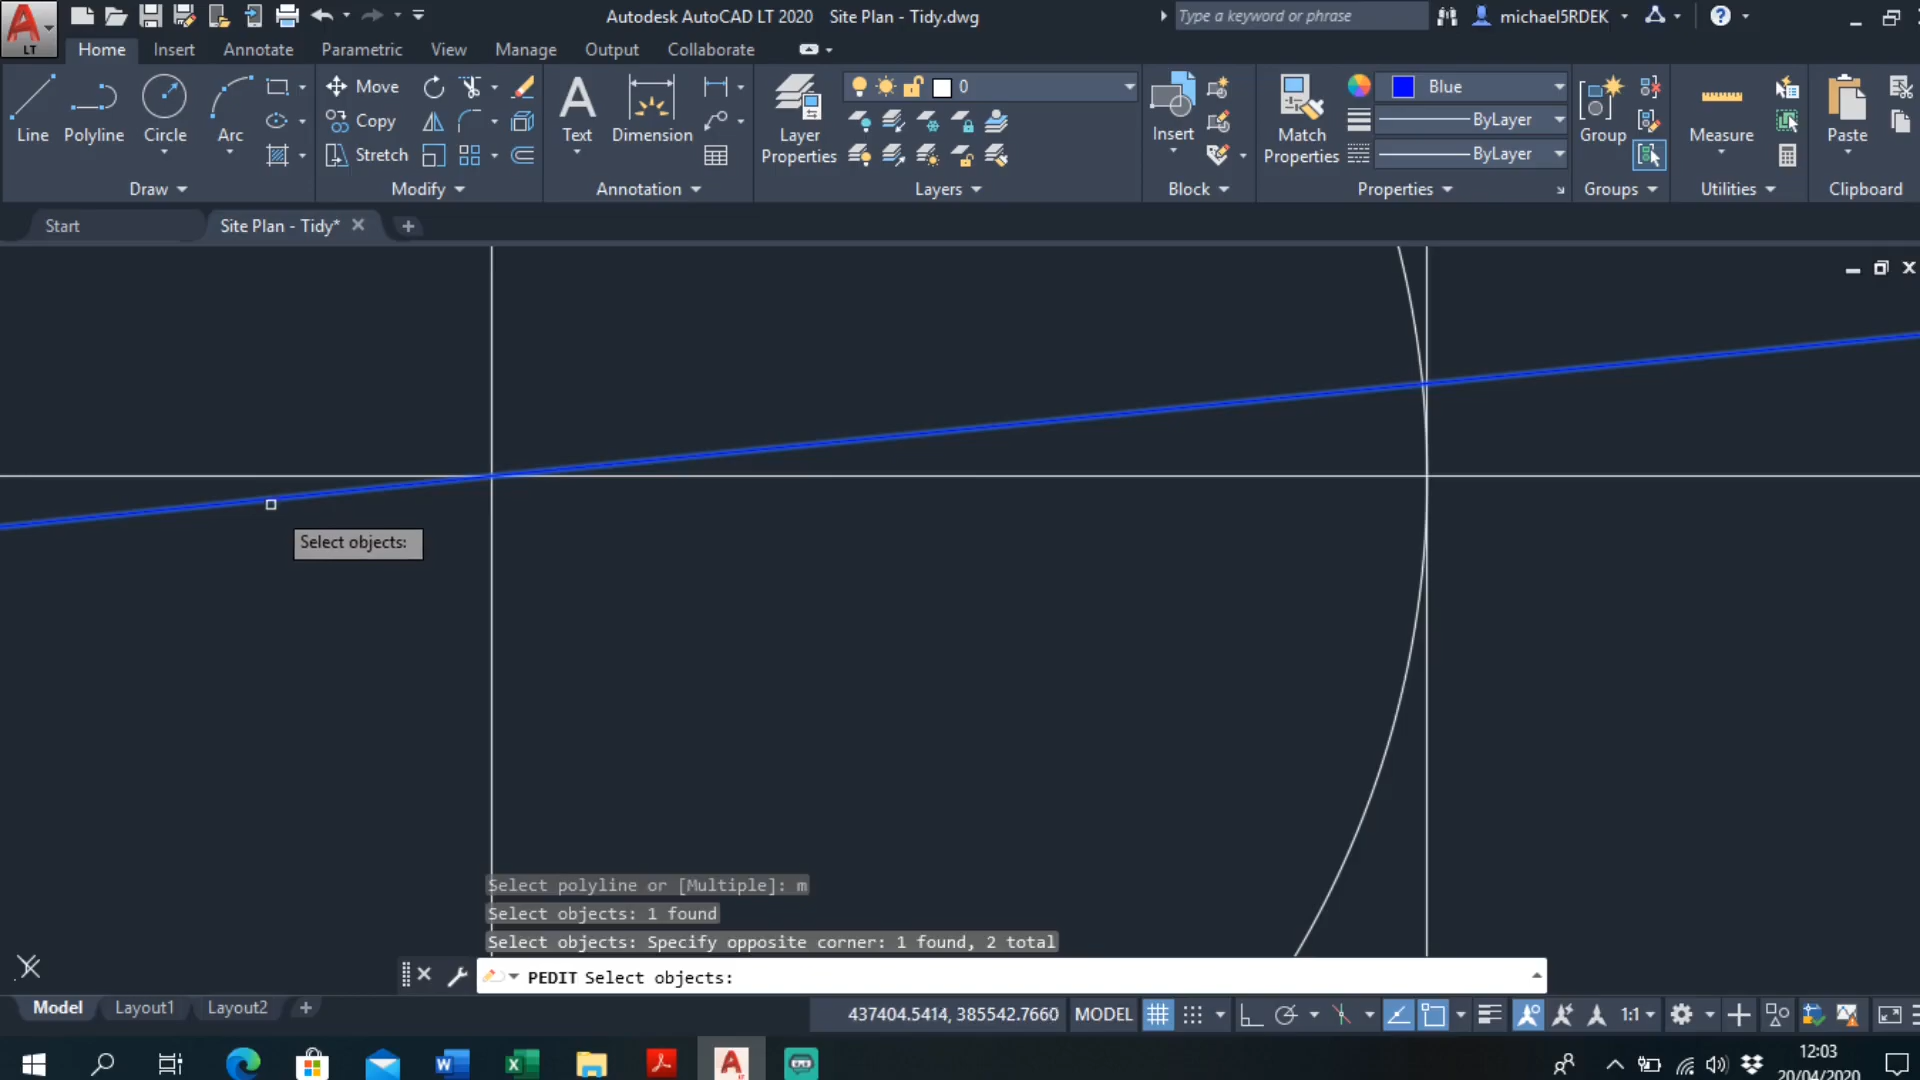 Autodesk AutoCAD LT 2020 Site Plan - Tidy.dwg
Type a keyword or phrase
michael5RDEK
LT
Home Insert Annotate Parametric View Manage Output Collaborate
Line Polyline Circle Arc
Move Copy Stretch
Text Dimension
Layer Properties
0
Insert
Match Properties
Blue
ByLayer
ByLayer
Group
Measure
Paste
Draw Modify Annotation Layers Block Properties Groups Utilities Clipboard
Start Site Plan - Tidy*
Select objects:
Select polyline or [Multiple]: m
Select objects: 1 found
Select objects: Specify opposite corner: 1 found, 2 total
PEDIT Select objects:
Model Layout1 Layout2
437404.5414, 385542.7660 MODEL 1:1
12:03
20/04/2020